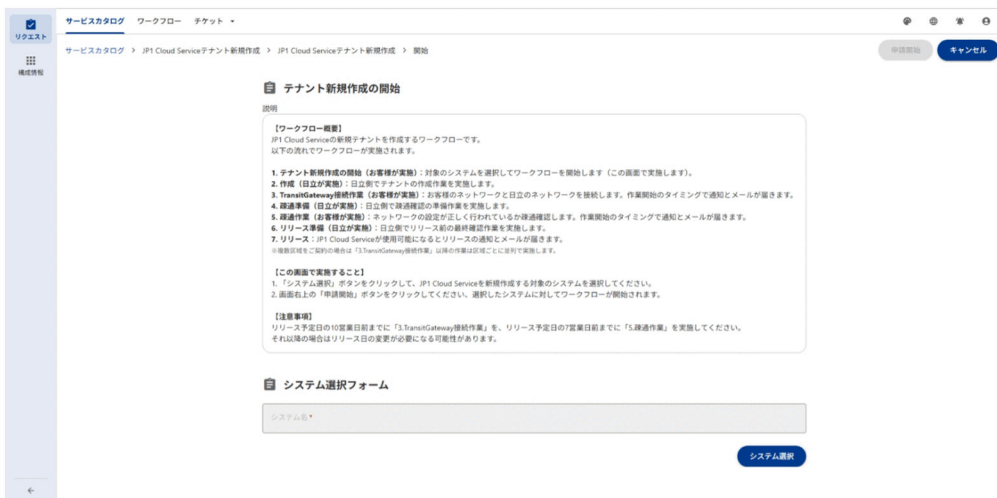 サービスカタログ ワークフロー チケット
リクエスト
サービスカタログ > JP1 Cloud Serviceテナント新規作成 > JP1 Cloud Serviceテナント新規作成 > 開始
申請開始 キャンセル
構成情報
テナント新規作成の開始
説明
【ワークフロー概要】
JP1 Cloud Serviceの新規テナントを作成するワークフローです。
以下の流れでワークフローが実施されます。
1. テナント新規作成の開始（お客様が実施）：対象のシステムを選択してワークフローを開始します（この画面で実施します）。
2. 作成（日立が実施）：日立側でテナントの作成作業を実施します。
3. TransitGateway接続作業（お客様が実施）：お客様のネットワークと日立のネットワークを接続します。作業開始のタイミングで通知とメールが届きます。
4. 疎通準備（日立が実施）：日立側で疎通確認の準備作業を実施します。
5. 疎通作業（お客様が実施）：ネットワークの設定が正しく行われているか疎通確認します。作業開始のタイミングで通知とメールが届きます。
6. リリース準備（日立が実施）：日立側でリリース前の最終確認作業を実施します。
7. リリース：JP1 Cloud Serviceが使用可能になるとリリースの通知とメールが届きます。
※複数区域をご契約の場合は「3.TransitGateway接続作業」以降の作業は区域ごとに並列で実施します。
【この画面で実施すること】
1. 「システム選択」ボタンをクリックして、JP1 Cloud Serviceを新規作成する対象のシステムを選択してください。
2. 画面右上の「申請開始」ボタンをクリックしてください、選択したシステムに対してワークフローが開始されます。
【注意事項】
リリース予定日の10営業日前までに「3.TransitGateway接続作業」を、リリース予定日の7営業日前までに「5.疎通作業」を実施してください。
それ以降の場合はリリース日の変更が必要になる可能性があります。
システム選択フォーム
システム名*
システム選択